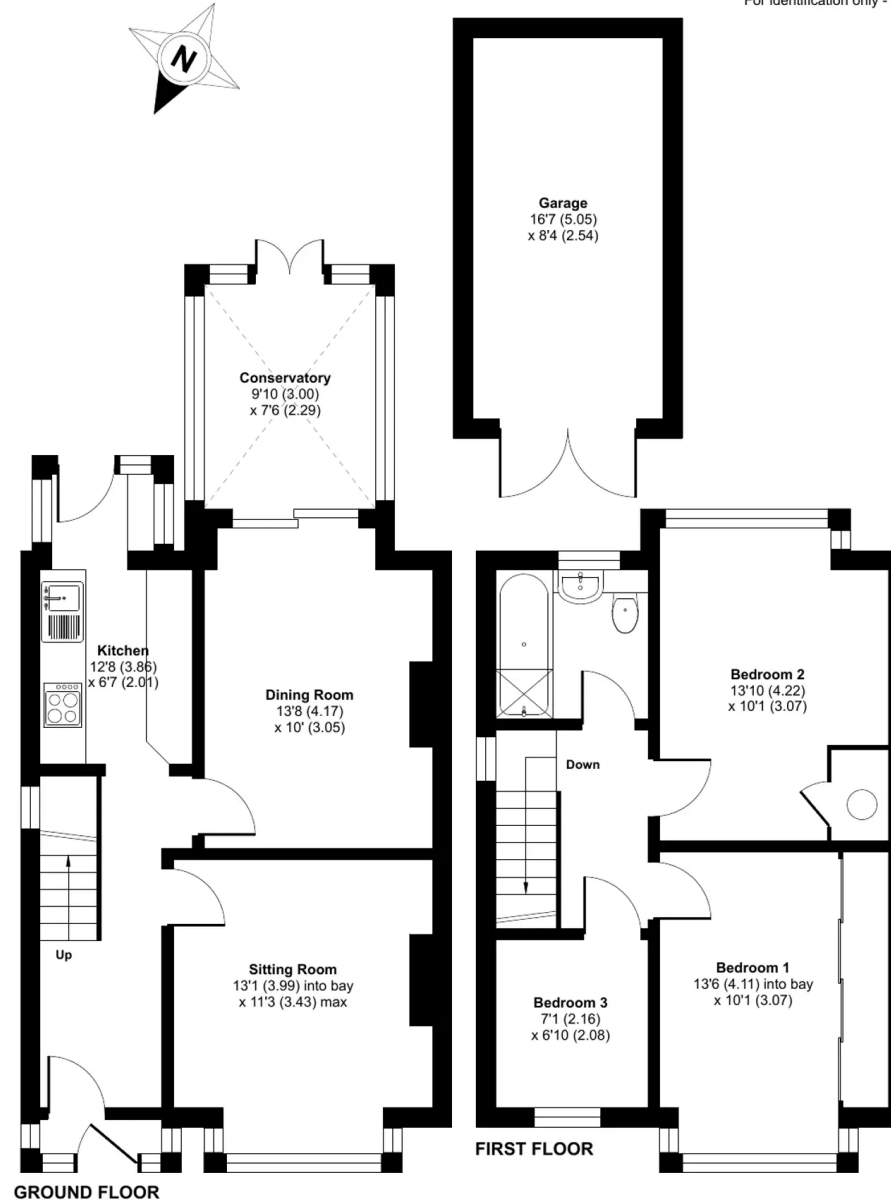 For identification only -
N
Garage
16'7 (5.05)
x 8'4 (2.54)
Conservatory
9'10 (3.00)
x 7'6 (2.29)
Kitchen
12'8 (3.86)
x 6'7 (2.01)
Dining Room
13'8 (4.17)
x 10' (3.05)
Up
Sitting Room
13'1 (3.99) into bay
x 11'3 (3.43) max
GROUND FLOOR
Bedroom 2
13'10 (4.22)
x 10'1 (3.07)
Down
Bedroom 1
13'6 (4.11) into bay
x 10'1 (3.07)
Bedroom 3
7'1 (2.16)
x 6'10 (2.08)
FIRST FLOOR